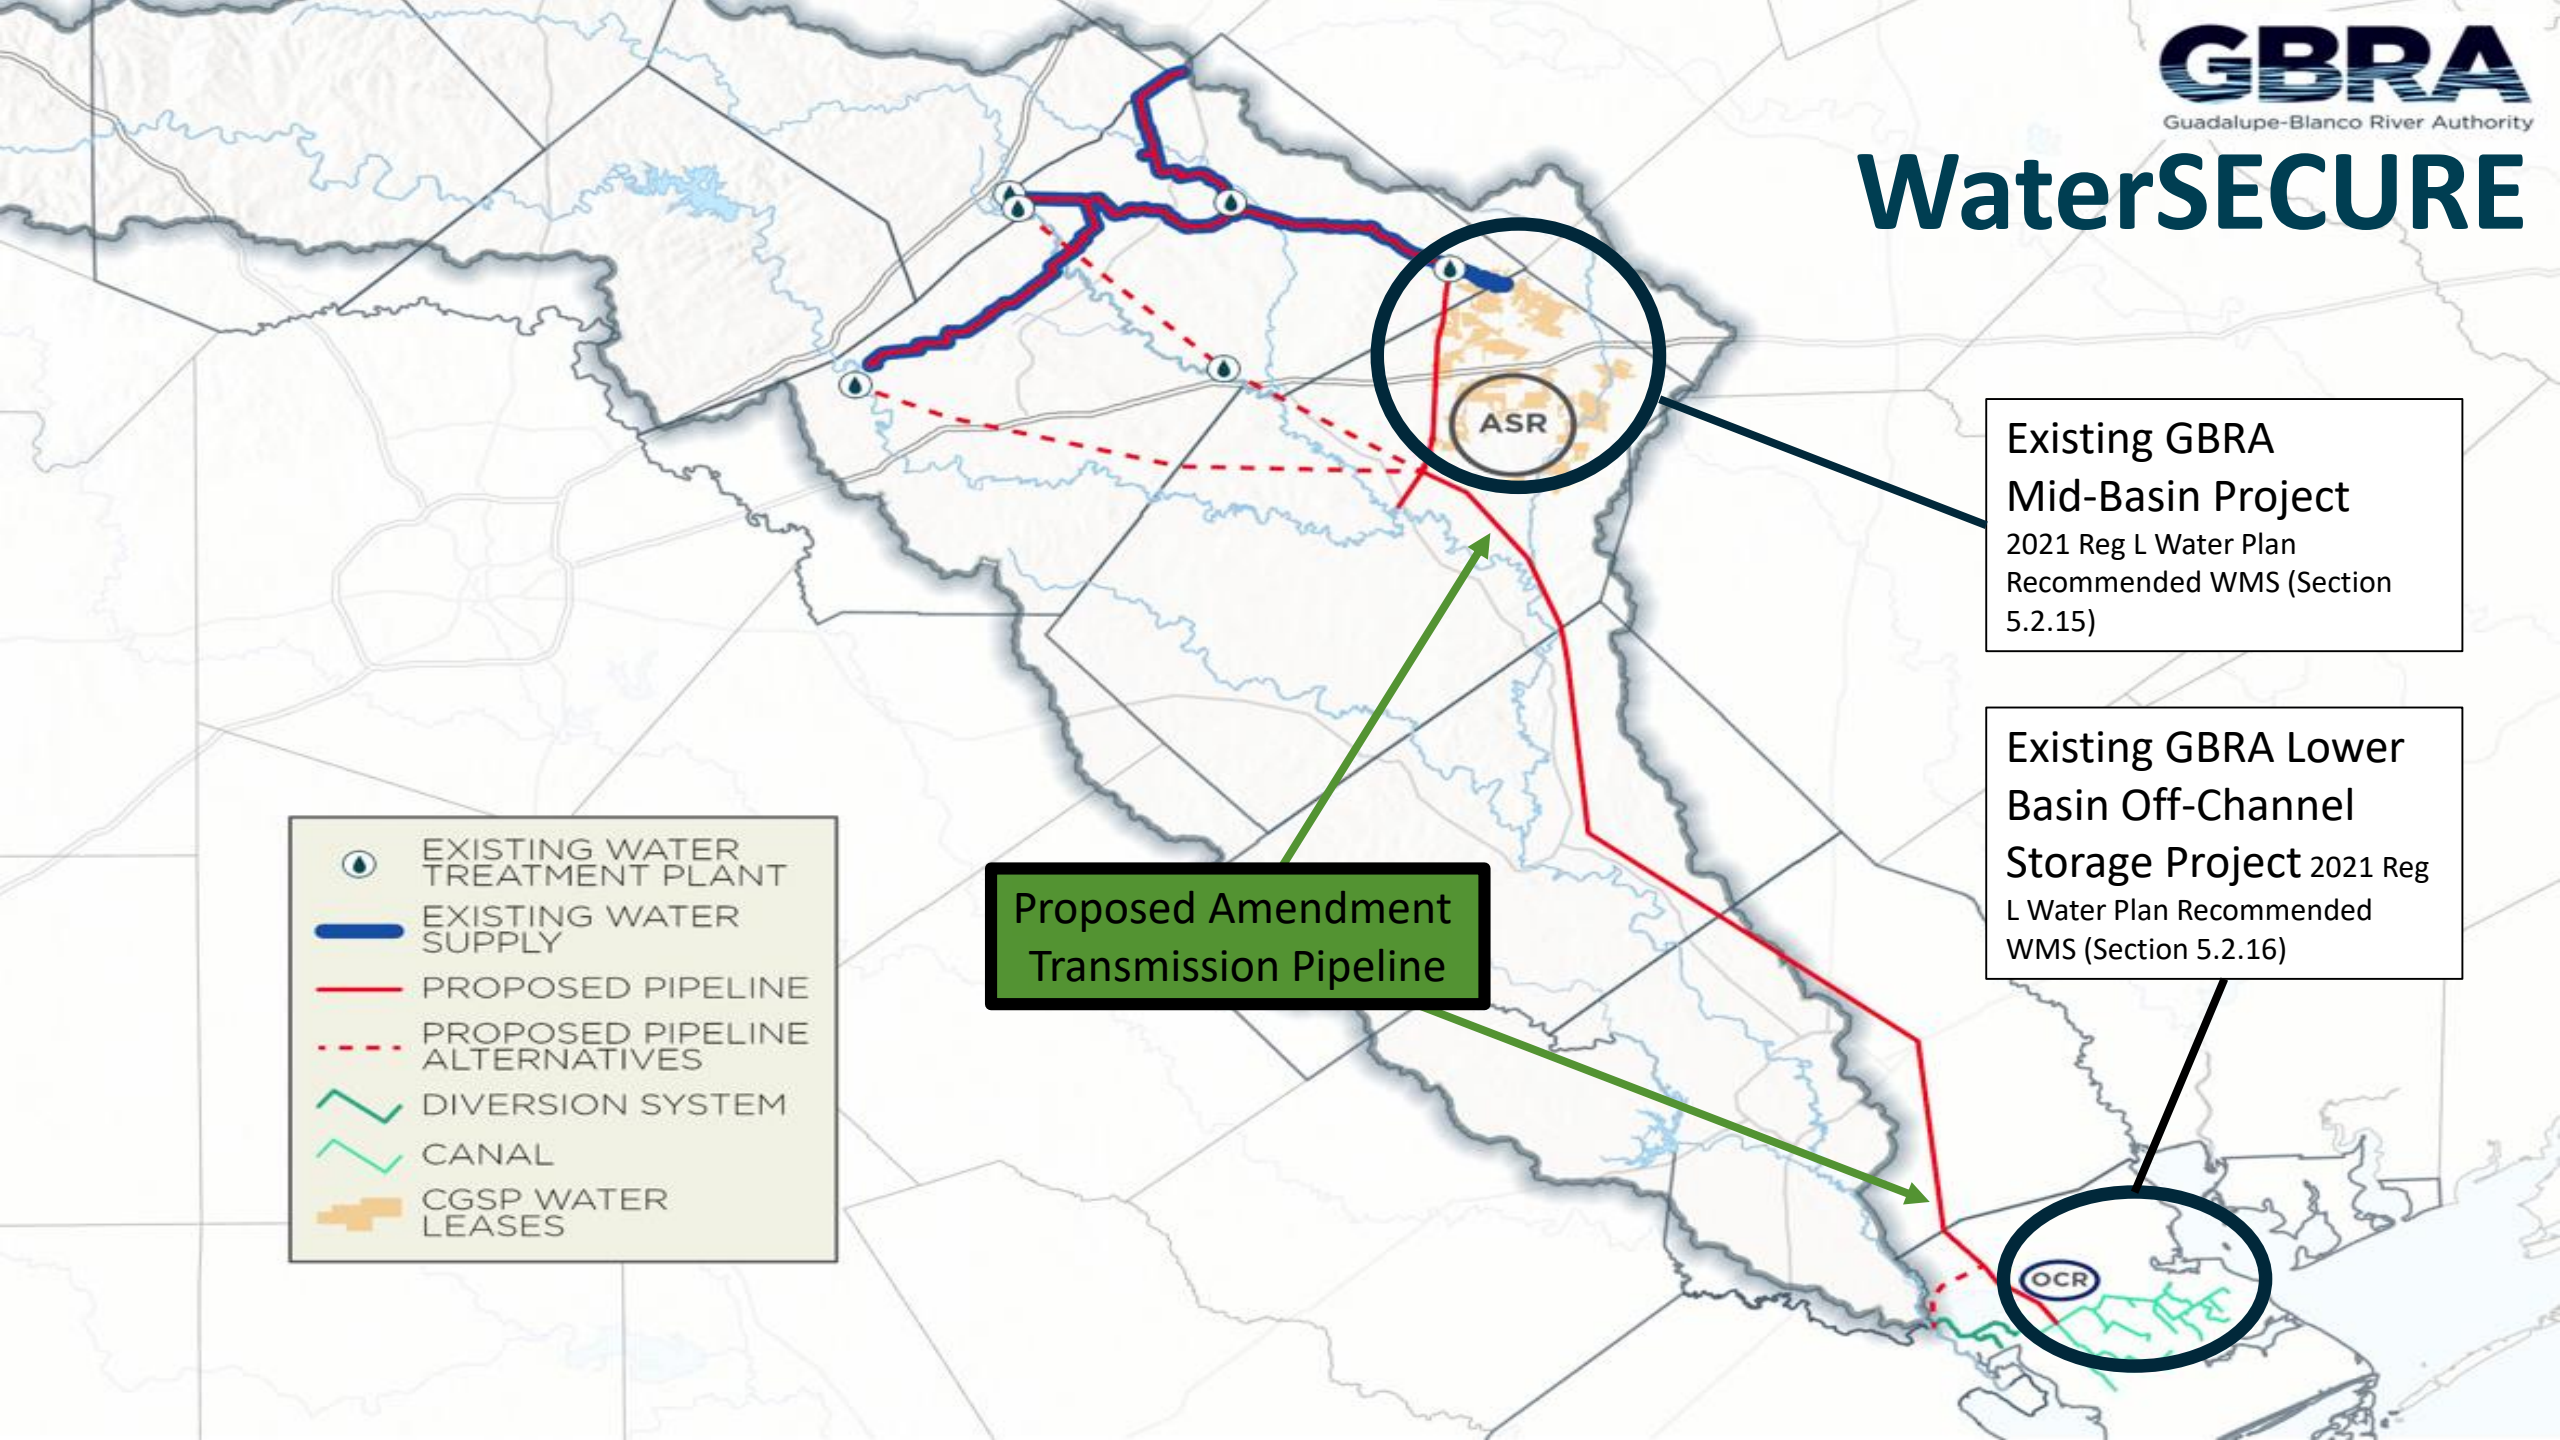 GBRA
Guadalupe-Blanco River Authority
WaterSECURE
ASR
Existing GBRA
Mid-Basin Project
2021 Reg L Water Plan
Recommended WMS (Section
5.2.15)
Existing GBRA Lower
Basin Off-Channel
Storage Project 2021 Reg
L Water Plan Recommended
WMS (Section 5.2.16)
Proposed Amendment
Transmission Pipeline
EXISTING WATER
TREATMENT PLANT
EXISTING WATER
SUPPLY
PROPOSED PIPELINE
PROPOSED PIPELINE
ALTERNATIVES
DIVERSION SYSTEM
CANAL
CGSP WATER
LEASES
OCR